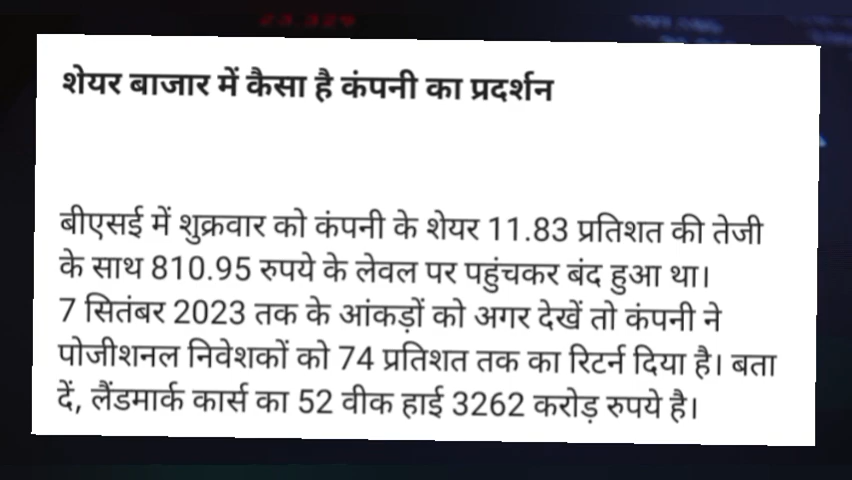 23.329
शेयर बाजार में कैसा है कंपनी का प्रदर्शन
बीएसई में शुक्रवार को कंपनी के शेयर 11.83 प्रतिशत की तेजी
के साथ 810.95 रुपये के लेवल पर पहुंचकर बंद हुआ था।
7 सितंबर 2023 तक के आंकड़ों को अगर देखें तो कंपनी ने
पोजीशनल निवेशकों को 74 प्रतिशत तक का रिटर्न दिया है। बता
दें, लैंडमार्क कार्स का 52 वीक हाई 3262 करोड़ रुपये है।